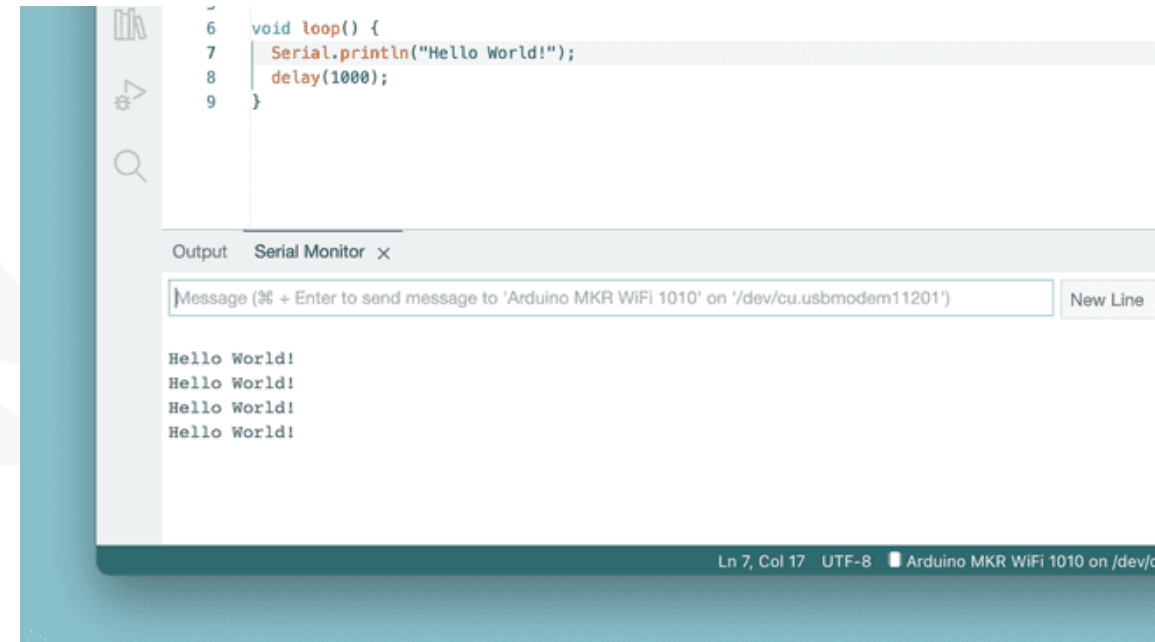 6 void loop() {
7 Serial.println("Hello World!");
8 delay(1000);
9 }
Output Serial Monitor ×
Message (⌘ + Enter to send message to 'Arduino MKR WiFi 1010' on '/dev/cu.usbmodem11201')
New Line
Hello World!
Hello World!
Hello World!
Hello World!
Ln 7, Col 17 UTF-8 Arduino MKR WiFi 1010 on /dev/c